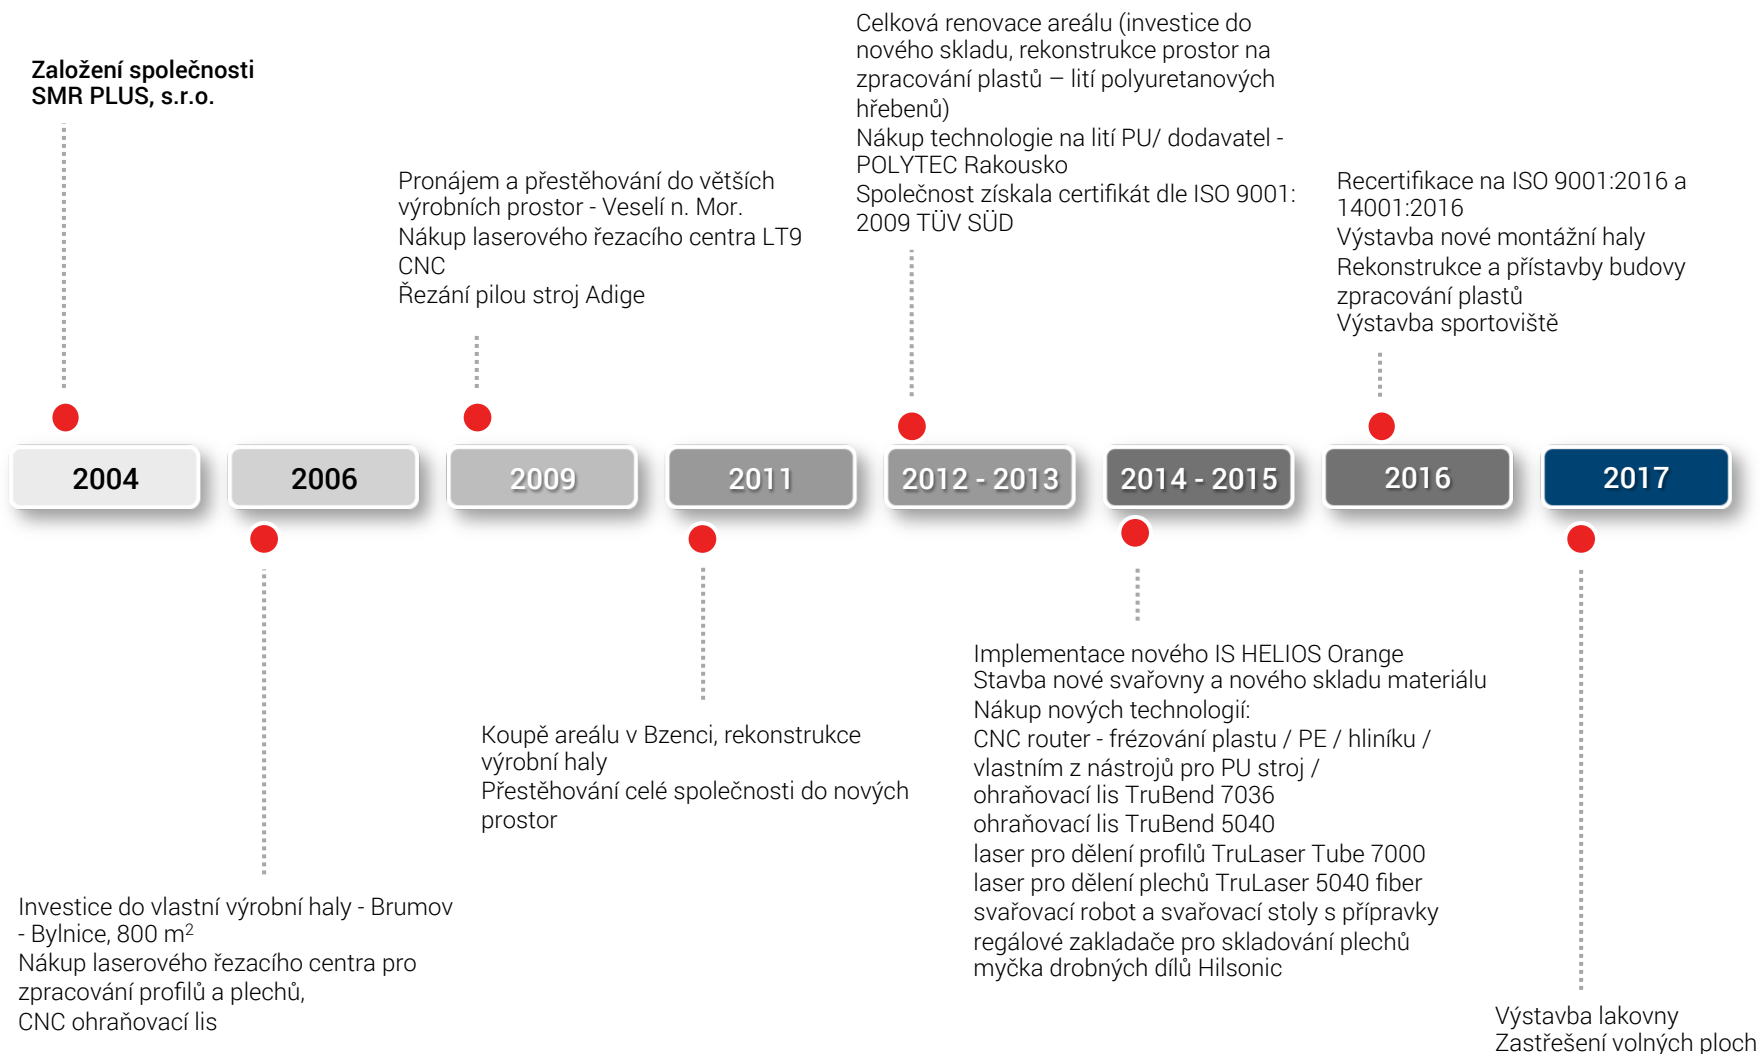 Založení společnosti
SMR PLUS, s.r.o.
Pronájem a přestěhování do větších
výrobních prostor - Veselí n. Mor.
Nákup laserového řezacího centra LT9
CNC
Řezání pilou stroj Adige
Celková renovace areálu (investice do
nového skladu, rekonstrukce prostor na
zpracování plastů – lití polyuretanových
hřebenů)
Nákup technologie na lití PU/ dodavatel -
POLYTEC Rakousko
Společnost získala certifikát dle ISO 9001:
2009 TÜV SÜD
Recertifikace na ISO 9001:2016 a
14001:2016
Výstavba nové montážní haly
Rekonstrukce a přístavby budovy
zpracování plastů
Výstavba sportoviště
2004
2006
2009
2011
2012 - 2013
2014 - 2015
2016
2017
Investice do vlastní výrobní haly - Brumov
- Bylnice, 800 m²
Nákup laserového řezacího centra pro
zpracování profilů a plechů,
CNC ohraňovací lis
Koupě areálu v Bzenci, rekonstrukce
výrobní haly
Přestěhování celé společnosti do nových
prostor
Implementace nového IS HELIOS Orange
Stavba nové svařovny a nového skladu materiálu
Nákup nových technologií:
CNC router - frézování plastu / PE / hliníku /
vlastním z nástrojů pro PU stroj /
ohraňovací lis TruBend 7036
ohraňovací lis TruBend 5040
laser pro dělení profilů TruLaser Tube 7000
laser pro dělení plechů TruLaser 5040 fiber
svařovací robot a svařovací stoly s přípravky
regálové zakladače pro skladování plechů
myčka drobných dílů Hilsonic
Výstavba lakovny
Zastřešení volných ploch